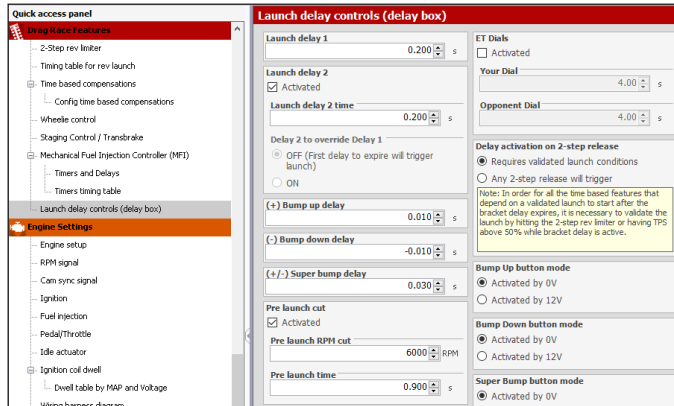 Quick access panel
Drag Race Features
2-Step rev limiter
Timing table for rev launch
Time based compensations
Config time based compensations
Wheelie control
Staging Control / Transbrake
Mechanical Fuel Injection Controller (MFI)
Timers and Delays
Timers timing table
Launch delay controls (delay box)
Engine Settings
Engine setup
RPM signal
Cam sync signal
Ignition
Fuel injection
Pedal/Throttle
Idle actuator
Ignition coil dwell
Dwell table by MAP and Voltage
Wiring harness diagram
Launch delay controls (delay box)
Launch delay 1
0.200 s
Launch delay 2
Activated
Launch delay 2 time
0.200 s
Delay 2 to override Delay 1
OFF (First delay to expire will trigger
launch)
ON
(+) Bump up delay
0.010 s
(-) Bump down delay
-0.010 s
(+/-) Super bump delay
0.030 s
Pre launch cut
Activated
Pre launch RPM cut
6000 RPM
Pre launch time
0.900 s
ET Dials
Activated
Your Dial
4.00 s
Opponent Dial
4.00 s
Delay activation on 2-step release
Requires validated launch conditions
Any 2-step release will trigger
Note: In order for all the time based features that
depend on a validated launch to start after the
bracket delay expires, it is necessary to validate the
launch by hitting the 2-step rev limiter or having TPS
above 50% while bracket delay is active.
Bump Up button mode
Activated by 0V
Activated by 12V
Bump Down button mode
Activated by 0V
Activated by 12V
Super Bump button mode
Activated by 0V